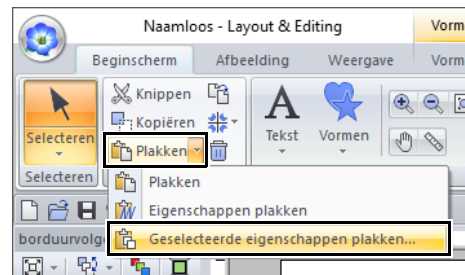 Naamloos - Layout & Editing
Vorm
Beginscherm Afbeelding Weergave Vorm
Knippen
Selecteren Kopiëren Tekst Vormen
Plakken
Selecteren
Plakken
Eigenschappen plakken
borduurvolg Geselecteerde eigenschappen plakken...